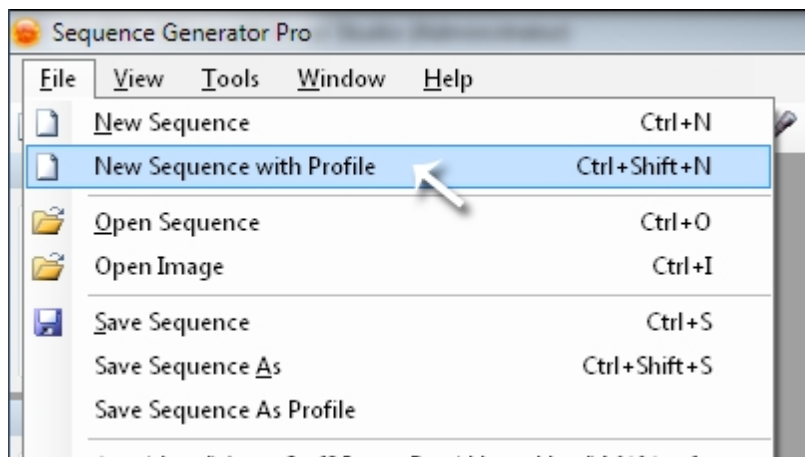 Sequence Generator Pro
File View Tools Window Help
New Sequence Ctrl+N
New Sequence with Profile Ctrl+Shift+N
Open Sequence Ctrl+O
Open Image Ctrl+I
Save Sequence Ctrl+S
Save Sequence As Ctrl+Shift+S
Save Sequence As Profile